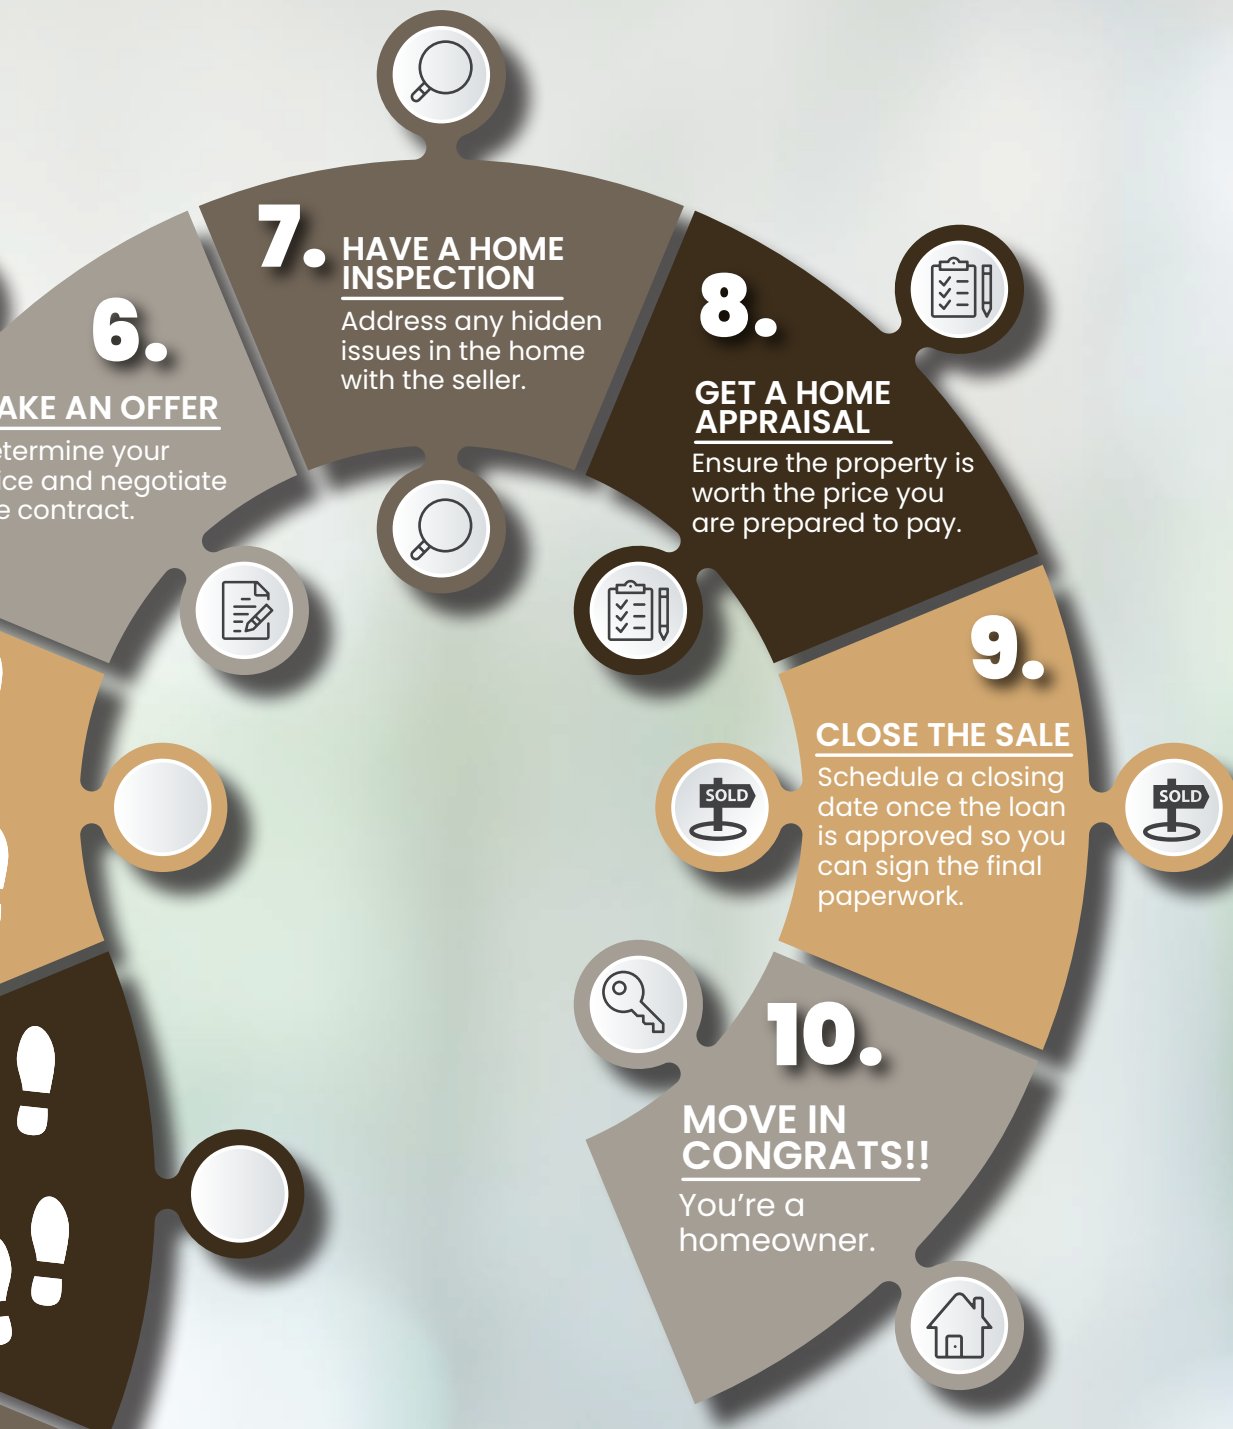 6.
AKE AN OFFER
etermine your
ice and negotiate
e contract.
7.
HAVE A HOME
INSPECTION
Address any hidden
issues in the home
with the seller.
8.
GET A HOME
APPRAISAL
Ensure the property is
worth the price you
are prepared to pay.
9.
CLOSE THE SALE
Schedule a closing
date once the loan
is approved so you
can sign the final
paperwork.
SOLD
SOLD
10.
MOVE IN
CONGRATS!!
You're a
homeowner.